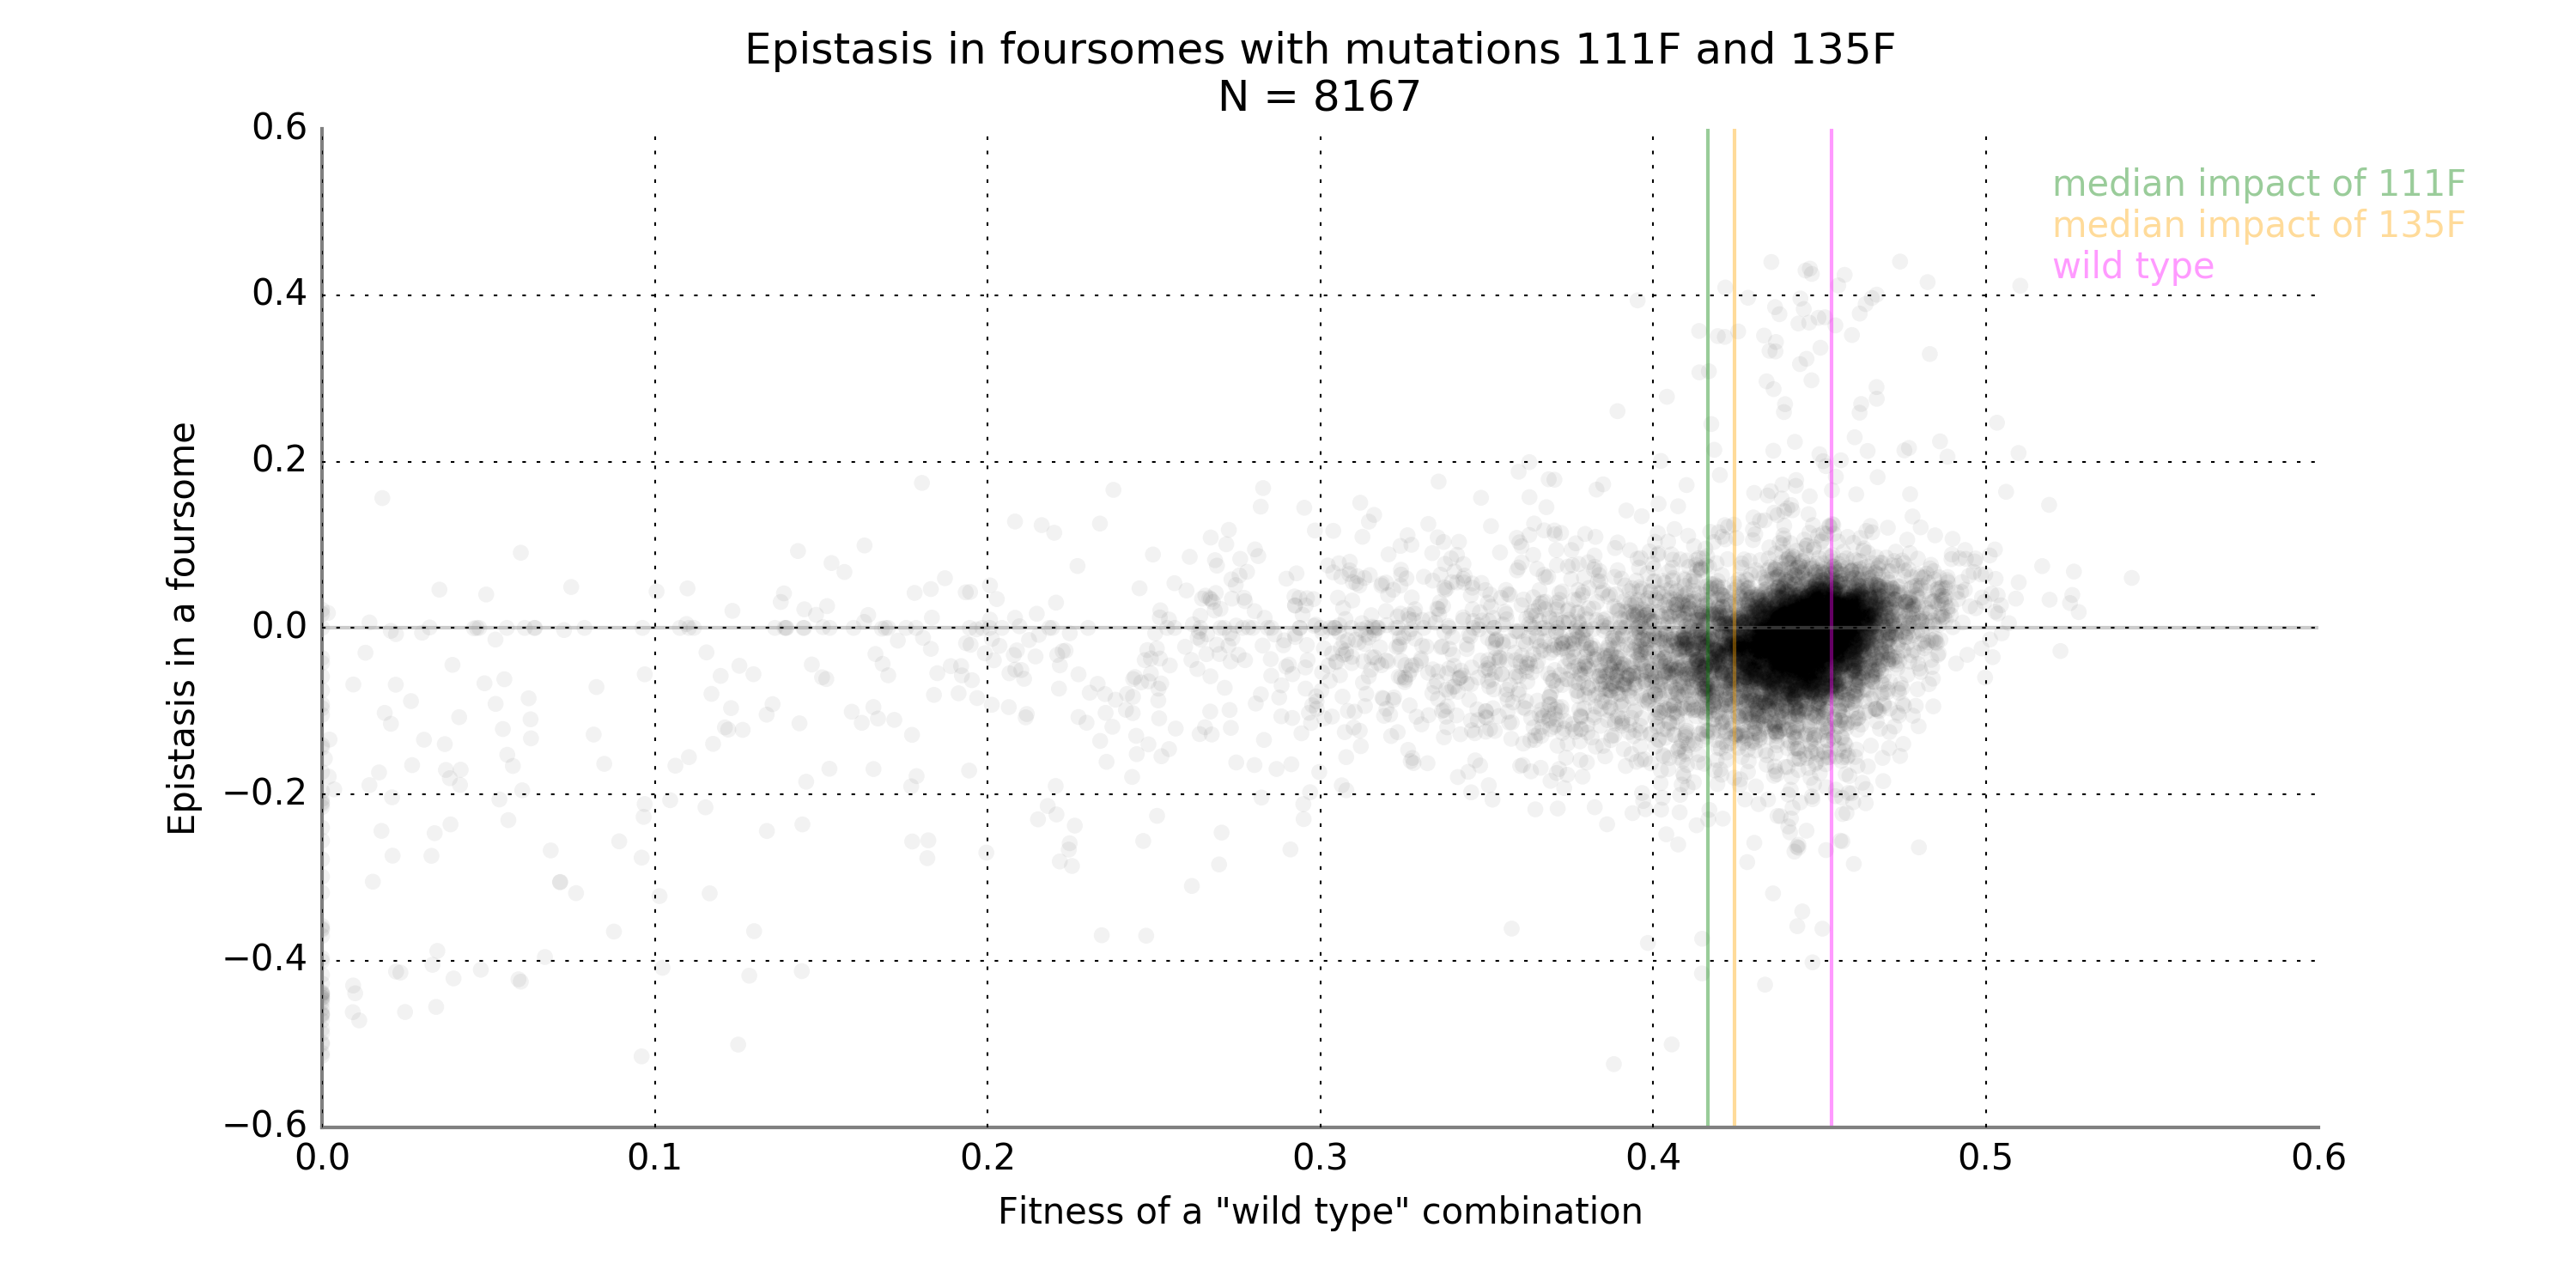 Epistasis in foursomes with mutations 111F and 135F
N = 8167
median impact of 111F
median impact of 135F
wild type
Epistasis in a foursome
0.6
0.4
0.2
0.0
−0.2
−0.4
−0.6
0.0 0.1 0.2 0.3 0.4 0.5 0.6
Fitness of a "wild type" combination